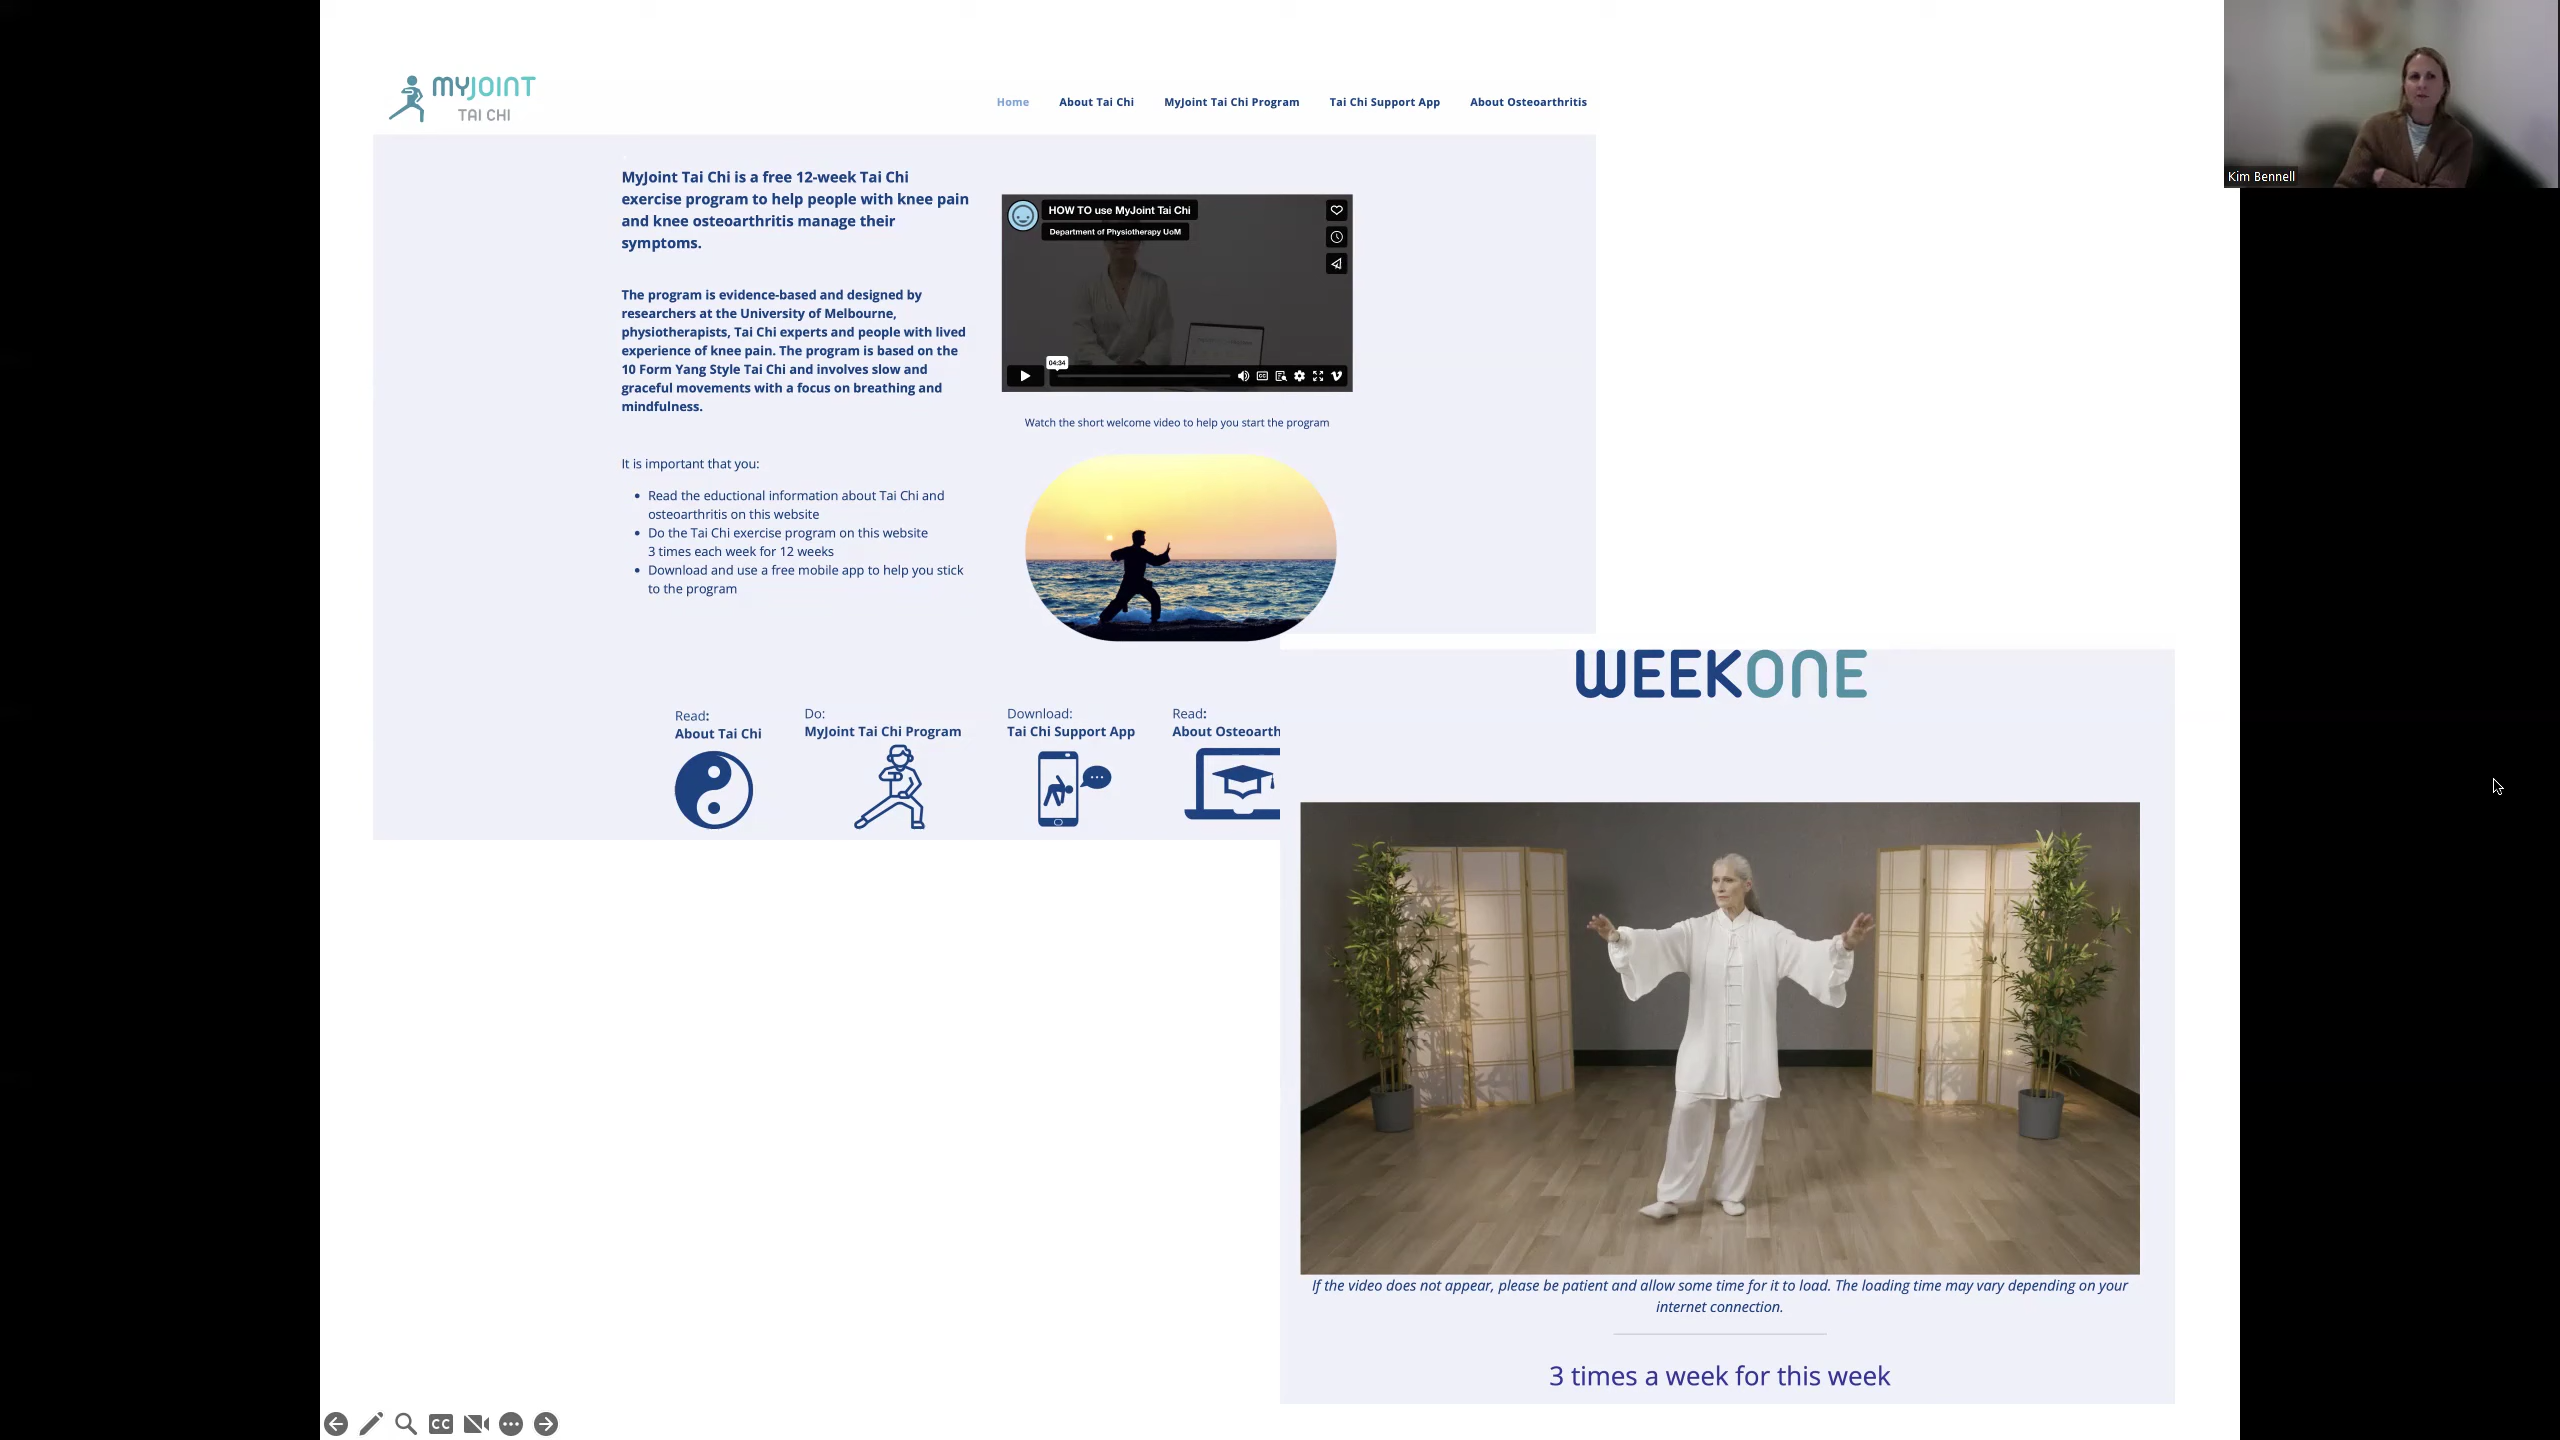 MYJOINT
TAI CHI
Home
About Tai Chi
MyJoint Tai Chi Program
Tai Chi Support App
About Osteoarthritis
MyJoint Tai Chi is a free 12-week Tai Chi
exercise program to help people with knee pain
and knee osteoarthritis manage their
symptoms.
The program is evidence-based and designed by
researchers at the University of Melbourne,
physiotherapists, Tai Chi experts and people with lived
experience of knee pain. The program is based on the
10 Form Yang Style Tai Chi and involves slow and
graceful movements with a focus on breathing and
mindfulness.
It is important that you:
Read the eductional information about Tai Chi and
osteoarthritis on this website
Do the Tai Chi exercise program on this website
3 times each week for 12 weeks
Download and use a free mobile app to help you stick
to the program
HOW TO use MyJoint Tai Chi
Department of Physiotherapy UoM
04:34
Watch the short welcome video to help you start the program
Read:
About Tai Chi
Do:
MyJoint Tai Chi Program
Download:
Tai Chi Support App
Read:
About Osteoarth
WEEKONE
If the video does not appear, please be patient and allow some time for it to load. The loading time may vary depending on your
internet connection.
3 times a week for this week
Kim Bennell
CC